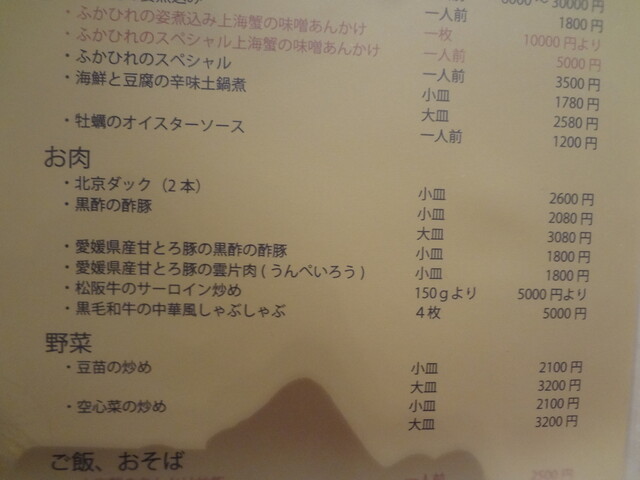 煮込み 一人前 1800円
・ふかひれの姿煮込み上海蟹の味噌あんかけ 一枚 10000円より
・ふかひれのスペシャル上海蟹の味噌あんかけ 一人前 5000円
・ふかひれのスペシャル 一人前 3500円
・海鮮と豆腐の辛味土鍋煮 小皿 1780円
大皿 2580円
・牡蠣のオイスターソース 一人前 1200円
お肉
・北京ダック（2本） 小皿 2600円
・黒酢の酢豚 小皿 2080円
大皿 3080円
・愛媛県産甘とろ豚の黒酢の酢豚 小皿 1800円
・愛媛県産甘とろ豚の雲片肉(うんぺいろう) 小皿 1800円
・松阪牛のサーロイン炒め 150gより 5000円より
・黒毛和牛の中華風しゃぶしゃぶ 4枚 5000円
野菜
・豆苗の炒め 小皿 2100円
大皿 3200円
・空心菜の炒め 小皿 2100円
大皿 3200円
ご飯、おそば